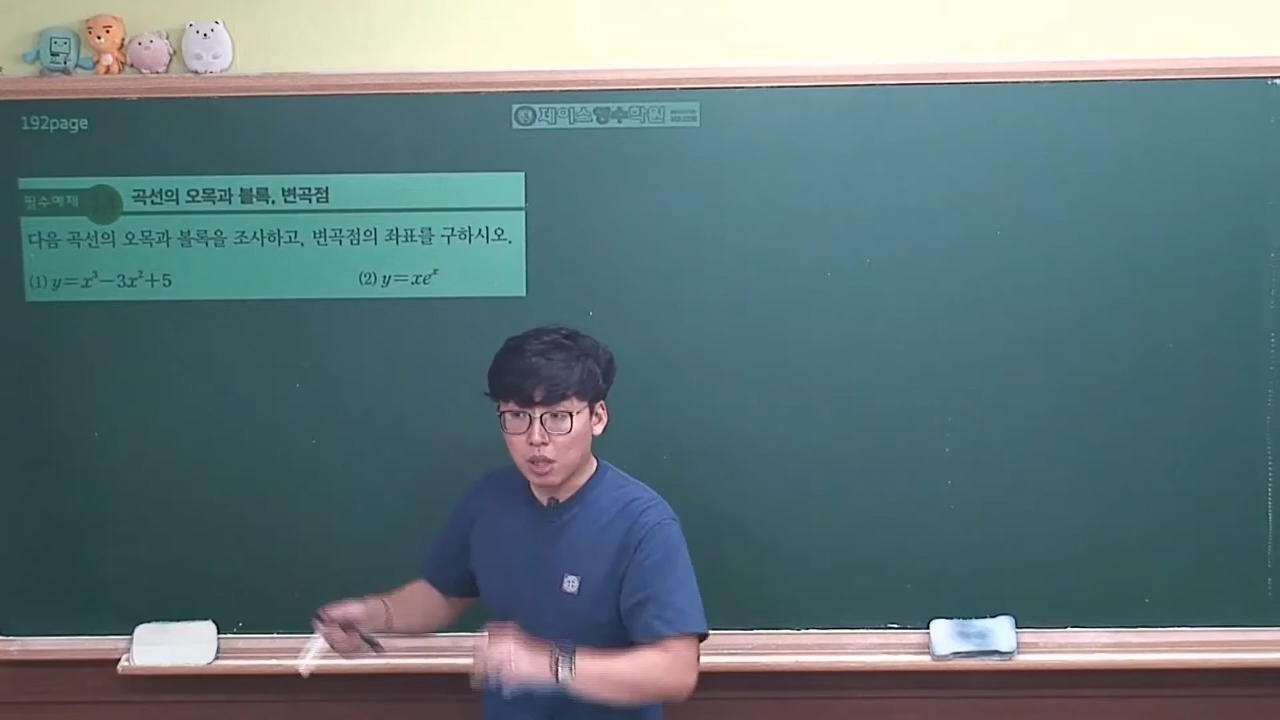 192page
제이스영수학원
필수예제
곡선의 오목과 볼록, 변곡점
다음 곡선의 오목과 볼록을 조사하고, 변곡점의 좌표를 구하시오.
(1) y=x³−3x²+5 (2) y=xeˣ